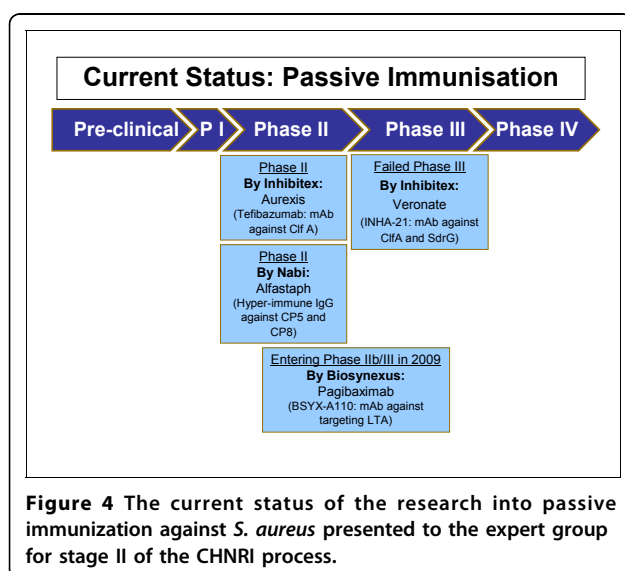 Current Status: Passive Immunisation
Pre-clinical P I Phase II Phase III Phase IV
Phase II
By Inhibitex:
Aurexis
(Tefibazumab: mAb
against Clf A)
Failed Phase III
By Inhibitex:
Veronate
(INHA-21: mAb against
ClfA and SdrG)
Phase II
By Nabi:
Alfastaph
(Hyper-immune IgG
against CP5 and
CP8)
Entering Phase IIb/III in 2009
By Biosynexus:
Pagibaximab
(BSYX-A110: mAb against
targeting LTA)
Figure 4 The current status of the research into passive
immunization against S. aureus presented to the expert group
for stage II of the CHNRI process.